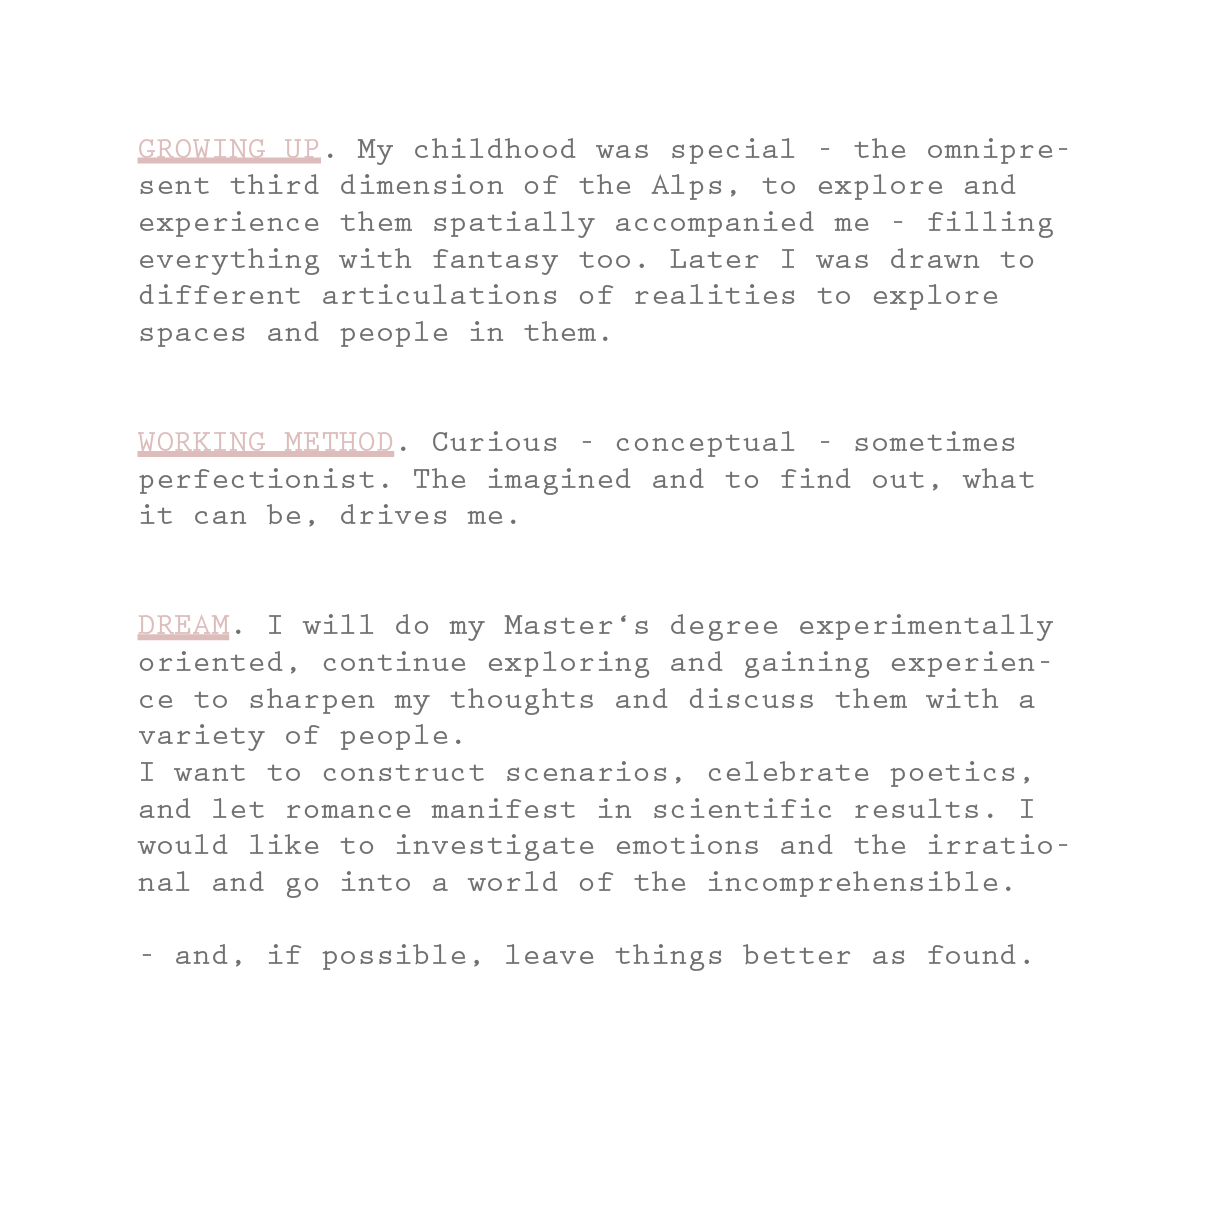 GROWING UP. My childhood was special - the omnipre-
sent third dimension of the Alps, to explore and
experience them spatially accompanied me - filling
everything with fantasy too. Later I was drawn to
different articulations of realities to explore
spaces and people in them.
WORKING METHOD. Curious - conceptual - sometimes
perfectionist. The imagined and to find out, what
it can be, drives me.
DREAM. I will do my Master‘s degree experimentally
oriented, continue exploring and gaining experien-
ce to sharpen my thoughts and discuss them with a
variety of people.
I want to construct scenarios, celebrate poetics,
and let romance manifest in scientific results. I
would like to investigate emotions and the irratio-
nal and go into a world of the incomprehensible.
- and, if possible, leave things better as found.